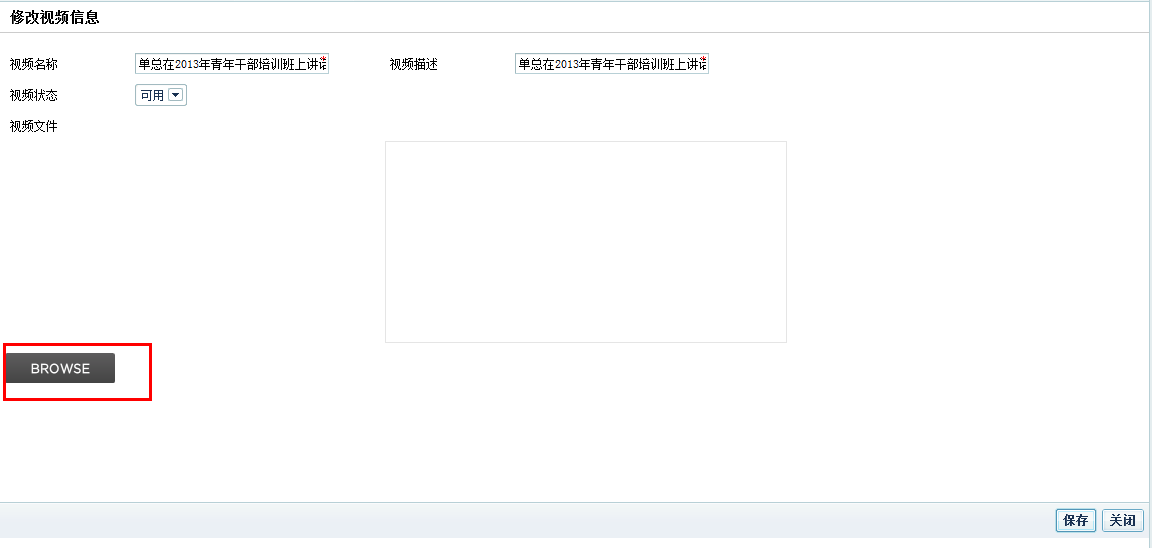 修改视频信息
视频名称 单总在2013年青年干部培训班上讲 * 视频描述 单总在2013年青年干部培训班上讲 *
视频状态 可用
视频文件
BROWSE
保存 关闭